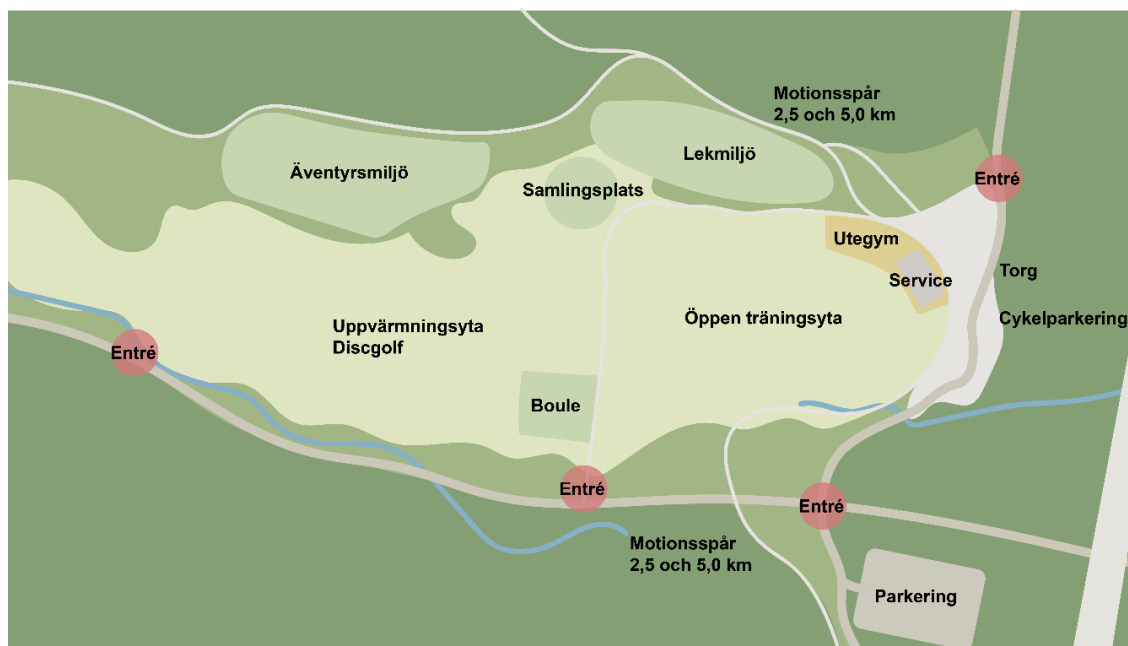 Motionsspår
2,5 och 5,0 km
Äventyrsmiljö
Lekmiljö
Samlingsplats
Entré
Utegym
Service
Torg
Uppvärmningsyta
Discgolf
Öppen träningsyta
Cykelparkering
Entré
Boule
Entré
Entré
Motionsspår
2,5 och 5,0 km
Parkering